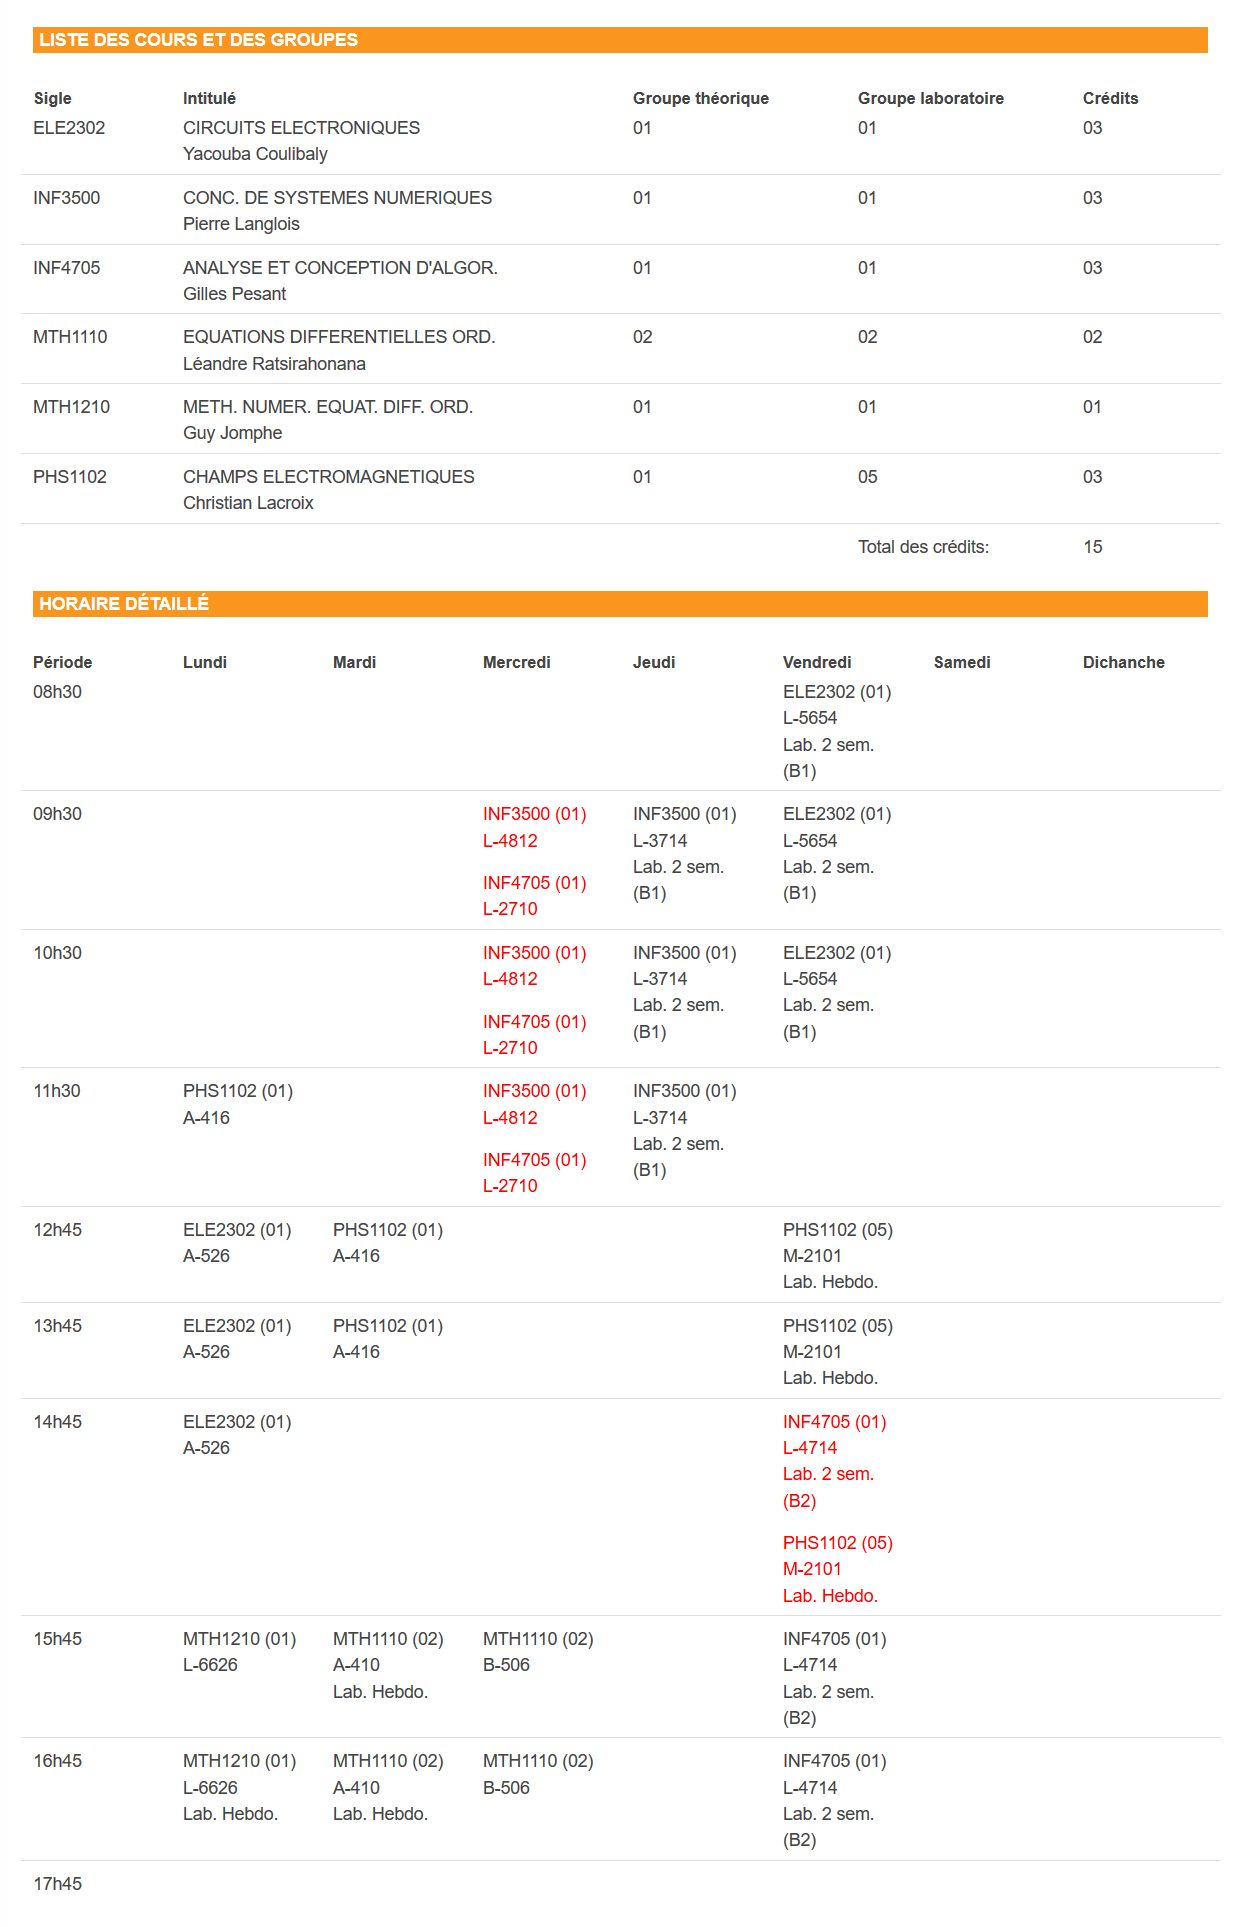 LISTE DES COURS ET DES GROUPES
Sigle Intitulé Groupe théorique Groupe laboratoire Crédits
ELE2302 CIRCUITS ELECTRONIQUES 01 01 03
Yacouba Coulibaly
INF3500 CONC. DE SYSTEMES NUMERIQUES 01 01 03
Pierre Langlois
INF4705 ANALYSE ET CONCEPTION D'ALGOR. 01 01 03
Gilles Pesant
MTH1110 EQUATIONS DIFFERENTIELLES ORD. 02 02 02
Léandre Ratsirahonana
MTH1210 METH. NUMER. EQUAT. DIFF. ORD. 01 01 01
Guy Jomphe
PHS1102 CHAMPS ELECTROMAGNETIQUES 01 05 03
Christian Lacroix
Total des crédits: 15
HORAIRE DÉTAILLÉ
Période Lundi Mardi Mercredi Jeudi Vendredi Samedi Dichanche
08h30 ELE2302 (01)
L-5654
Lab. 2 sem.
(B1)
09h30 INF3500 (01) INF3500 (01) ELE2302 (01)
L-4812 L-3714 L-5654
Lab. 2 sem. Lab. 2 sem.
INF4705 (01) (B1) (B1)
L-2710
10h30 INF3500 (01) INF3500 (01) ELE2302 (01)
L-4812 L-3714 L-5654
Lab. 2 sem. Lab. 2 sem.
INF4705 (01) (B1) (B1)
L-2710
11h30 PHS1102 (01) INF3500 (01) INF3500 (01)
A-416 L-4812 L-3714
Lab. 2 sem.
INF4705 (01) (B1)
L-2710
12h45 ELE2302 (01) PHS1102 (01) PHS1102 (05)
A-526 A-416 M-2101
Lab. Hebdo.
13h45 ELE2302 (01) PHS1102 (01) PHS1102 (05)
A-526 A-416 M-2101
Lab. Hebdo.
14h45 ELE2302 (01) INF4705 (01)
A-526 L-4714
Lab. 2 sem.
(B2)
PHS1102 (05)
M-2101
Lab. Hebdo.
15h45 MTH1210 (01) MTH1110 (02) MTH1110 (02) INF4705 (01)
L-6626 A-410 B-506 L-4714
Lab. Hebdo. Lab. 2 sem.
(B2)
16h45 MTH1210 (01) MTH1110 (02) MTH1110 (02) INF4705 (01)
L-6626 A-410 B-506 L-4714
Lab. Hebdo. Lab. Hebdo. Lab. 2 sem.
(B2)
17h45